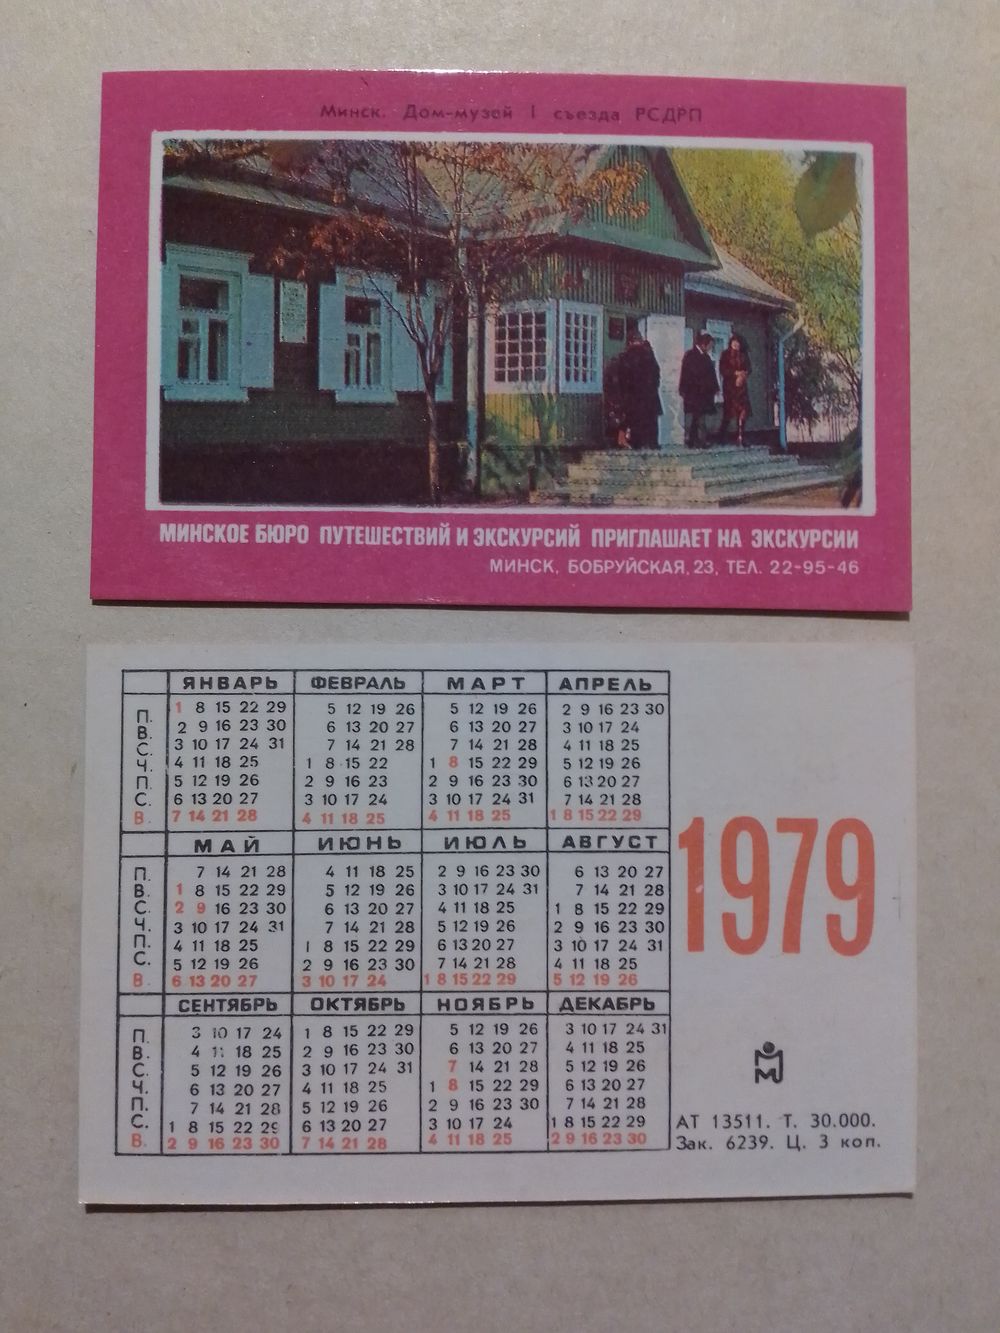 Минск. Дом-музей I съезда РСДРП
МИНСКОЕ БЮРО ПУТЕШЕСТВИЙ И ЭКСКУРСИЙ ПРИГЛАШАЕТ НА ЭКСКУРСИИ
МИНСК, БОБРУЙСКАЯ, 23, ТЕЛ. 22-95-46
ЯНВАРЬ ФЕВРАЛЬ МАРТ АПРЕЛЬ
П. 1 8 15 22 29 5 12 19 26 5 12 19 26 2 9 16 23 30
В. 2 9 16 23 30 6 13 20 27 6 13 20 27 3 10 17 24
С. 3 10 17 24 31 7 14 21 28 7 14 21 28 4 11 18 25
Ч. 4 11 18 25 1 8 15 22 1 8 15 22 29 5 12 19 26
П. 5 12 19 26 2 9 16 23 2 9 16 23 30 6 13 20 27
С. 6 13 20 27 3 10 17 24 3 10 17 24 31 7 14 21 28
В. 7 14 21 28 4 11 18 25 4 11 18 25 1 8 15 22 29
МАЙ ИЮНЬ ИЮЛЬ АВГУСТ
П. 7 14 21 28 4 11 18 25 2 9 16 23 30 6 13 20 27
В. 1 8 15 22 29 5 12 19 26 3 10 17 24 31 7 14 21 28
С. 2 9 16 23 30 6 13 20 27 4 11 18 25 1 8 15 22 29
Ч. 3 10 17 24 31 7 14 21 28 5 12 19 26 2 9 16 23 30
П. 4 11 18 25 1 8 15 22 29 6 13 20 27 3 10 17 24 31
С. 5 12 19 26 2 9 16 23 30 7 14 21 28 4 11 18 25
В. 6 13 20 27 3 10 17 24 1 8 15 22 29 5 12 19 26
СЕНТЯБРЬ ОКТЯБРЬ НОЯБРЬ ДЕКАБРЬ
П. 3 10 17 24 1 8 15 22 29 5 12 19 26 3 10 17 24 31
В. 4 11 18 25 2 9 16 23 30 6 13 20 27 4 11 18 25
С. 5 12 19 26 3 10 17 24 31 7 14 21 28 5 12 19 26
Ч. 6 13 20 27 4 11 18 25 1 8 15 22 29 6 13 20 27
П. 7 14 21 28 5 12 19 26 2 9 16 23 30 7 14 21 28
С. 1 8 15 22 29 6 13 20 27 3 10 17 24 1 8 15 22 29
В. 2 9 16 23 30 7 14 21 28 4 11 18 25 2 9 16 23 30
1979
АТ 13511. Т. 30.000.
Зак. 6239. Ц. 3 коп.